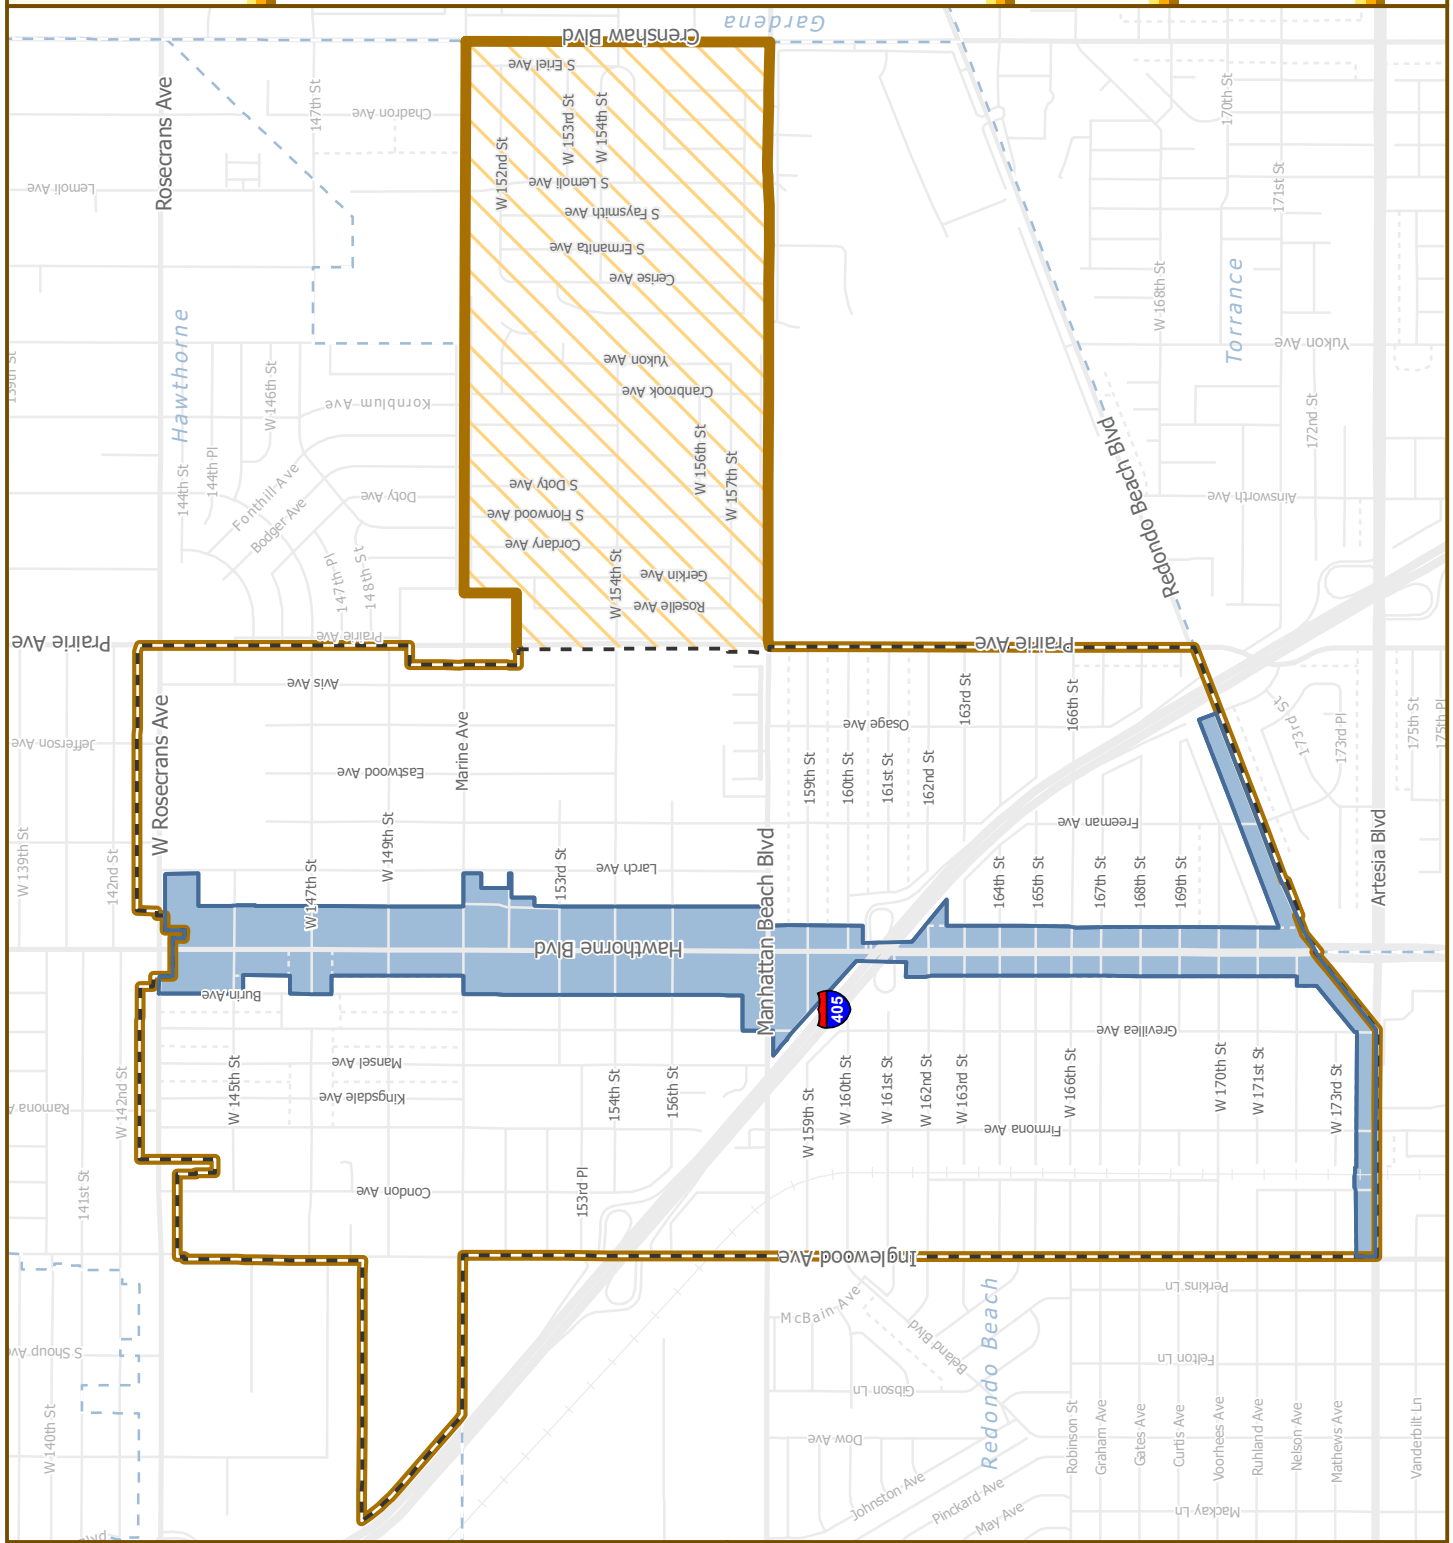 Gardena
Crenshaw Blvd
S Eriel Ave
Rosecrans Ave
147th St
Chadron Ave
W 153rd St
W 154th St
170th St
W 152nd St
Lemoli Ave
S Lemoli Ave
171st St
S Faysmith Ave
S Ermanita Ave
Cerise Ave
W 168th St
Torrance
Hawthorne
139th St
W 146th St
Yukon Ave
Yukon Ave
Cranbrook Ave
Kornblum Ave
172nd St
144th St
144th Pl
Fonthill Ave
Bodger Ave
Doty Ave
W 156th St
W 157th St
S Doty Ave
S Florwood Ave
Cordary Ave
Redondo Beach Blvd
Ainsworth Ave
147th Pl
148th St
W 154th St
Gerkin Ave
Roselle Ave
Prairie Ave
Prairie Ave
Prairie Ave
Avis Ave
Jefferson Ave
W Rosecrans Ave
Marine Ave
Eastwood Ave
Osage Ave
163rd St
166th St
173rd St
173rd Pl
175th St
175th Pl
159th St
160th St
161st St
162nd St
W 139th St
142nd St
W 149th St
W 147th St
153rd St
Larch Ave
Manhattan Beach Blvd
Freeman Ave
164th St
165th St
167th St
168th St
169th St
Artesia Blvd
Hawthorne Blvd
Burin Ave
405
Grevillea Ave
Mansel Ave
Kingsdale Ave
W 145th St
W 142nd St
154th St
156th St
W 159th St
W 160th St
W 161st St
W 162nd St
W 163rd St
W 166th St
W 170th St
W 171st St
W 173rd St
Firmona Ave
141st St
Condon Ave
153rd Pl
Inglewood Ave
Redondo Beach
McBain Ave
Beland Blvd
Perkins Ln
Felton Ln
S Shoup Ave
Gibson Ln
Dow Ave
W 140th St
Robinson St
Graham Ave
Gates Ave
Curtis Ave
Voorhees Ave
Ruhland Ave
Nelson Ave
Mathews Ave
Vanderbilt Ln
Johnston Ave
Pinckard Ave
May Ave
Mackay Ln